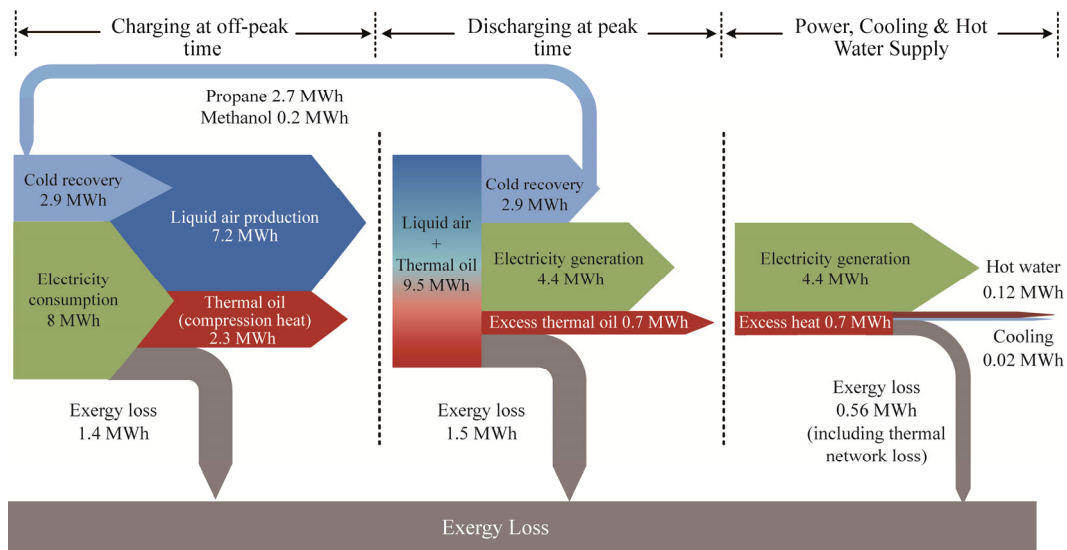 Charging at off-peak
time
Discharging at peak
time
Power, Cooling & Hot
Water Supply
Propane 2.7 MWh
Methanol 0.2 MWh
Cold recovery
2.9 MWh
Liquid air production
7.2 MWh
Electricity
consumption
8 MWh
Thermal oil
(compression heat)
2.3 MWh
Exergy loss
1.4 MWh
Liquid air
+
Thermal oil
9.5 MWh
Cold recovery
2.9 MWh
Electricity generation
4.4 MWh
Excess thermal oil 0.7 MWh
Exergy loss
1.5 MWh
Electricity generation
4.4 MWh
Hot water
0.12 MWh
Excess heat 0.7 MWh
Cooling
0.02 MWh
Exergy loss
0.56 MWh
(including thermal
network loss)
Exergy Loss